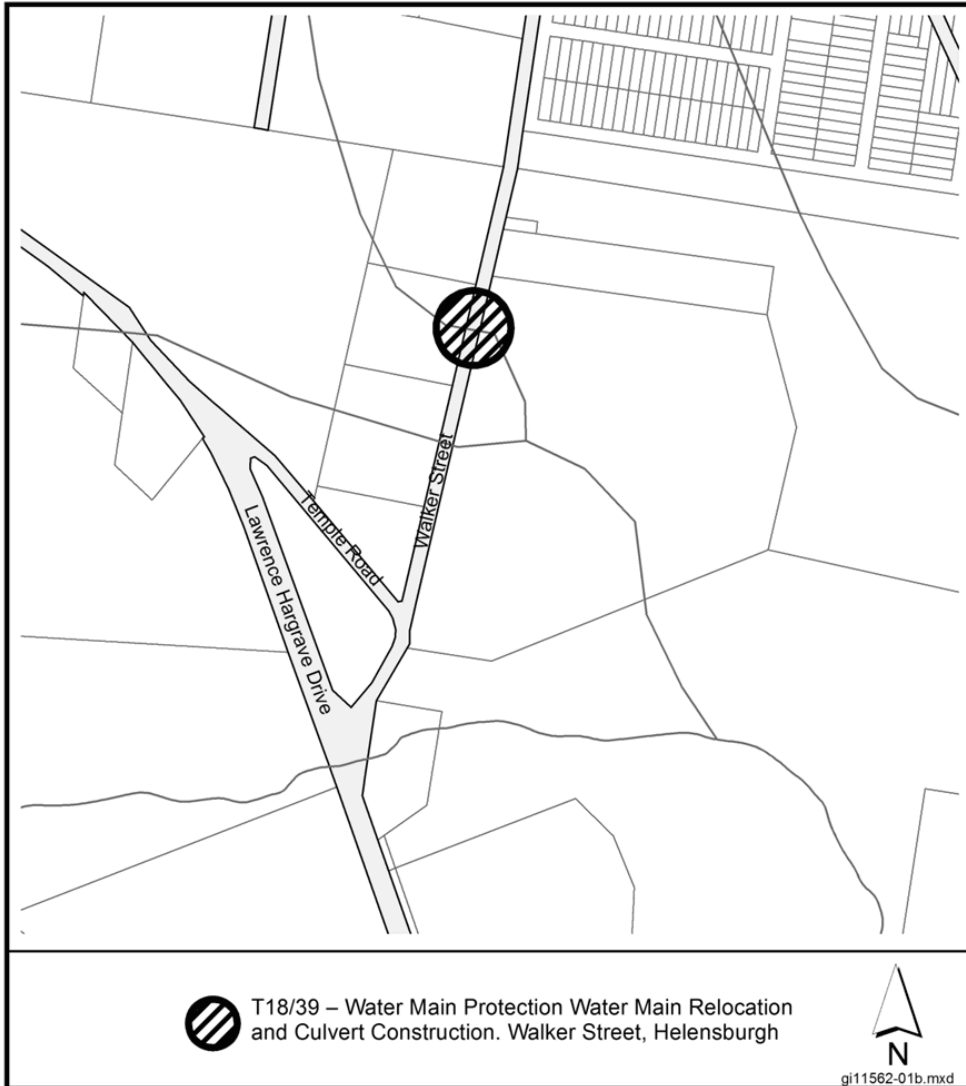 Walker Street
Temple Road
Lawrence Hargrave Drive
T18/39 – Water Main Protection Water Main Relocation
and Culvert Construction. Walker Street, Helensburgh
N
gi11562-01b.mxd